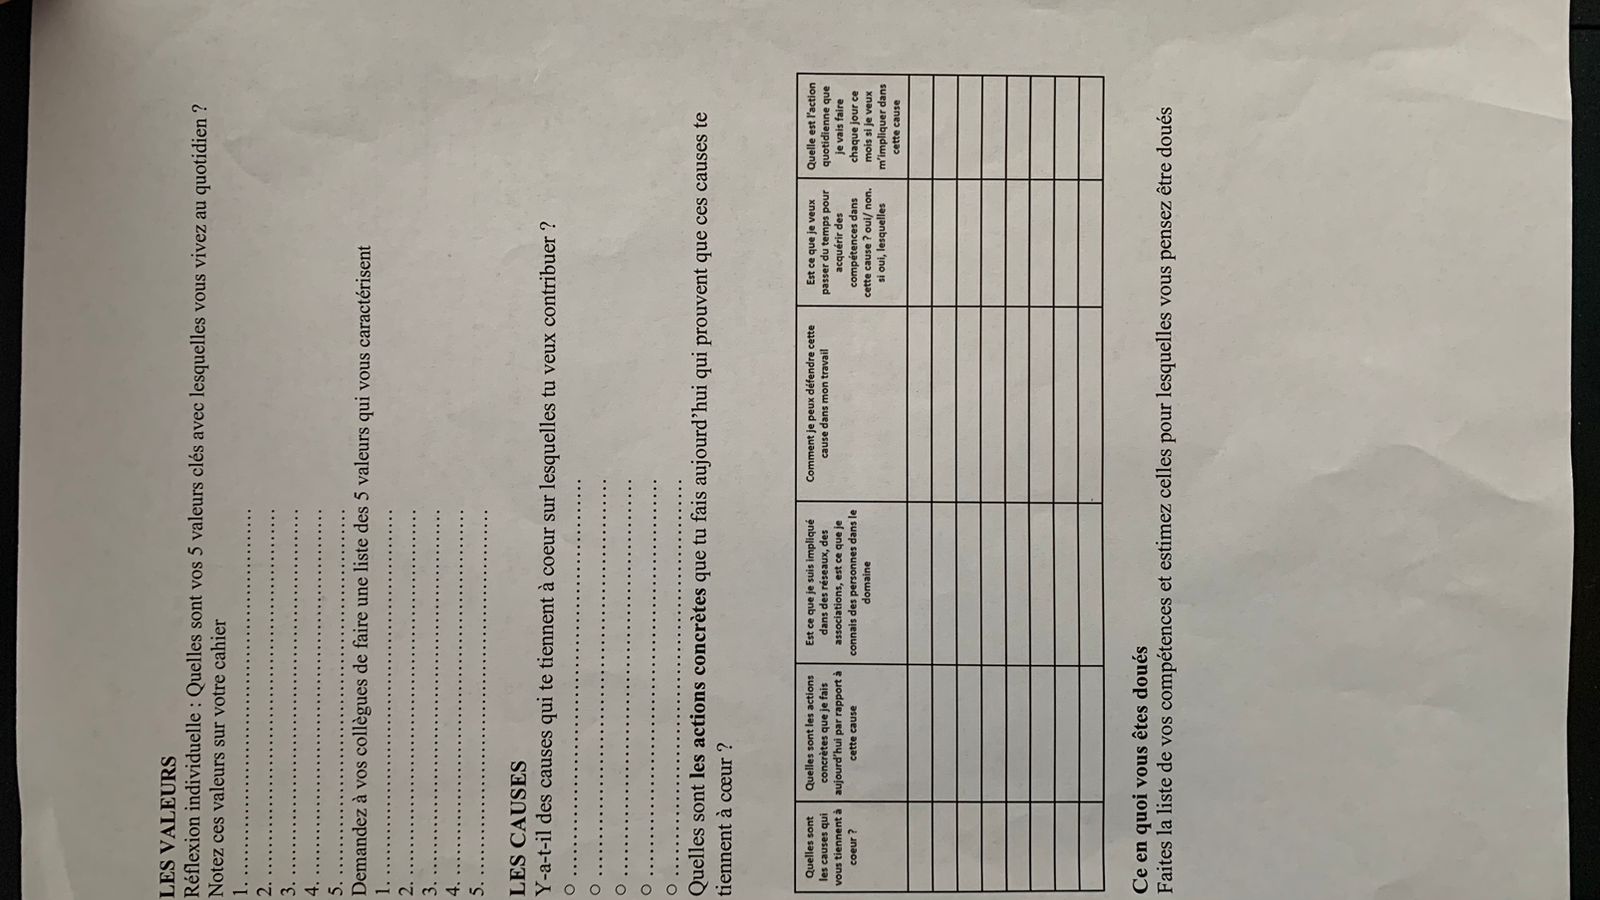 LES VALEURS
Réflexion individuelle : Quelles sont vos 5 valeurs clés avec lesquelles vous vivez au quotidien ?
Notez ces valeurs sur votre cahier
1. ..................................................
2. ..................................................
3. ..................................................
4. ..................................................
5. ..................................................
Demandez à vos collègues de faire une liste des 5 valeurs qui vous caractérisent
1. ..................................................
2. ..................................................
3. ..................................................
4. ..................................................
5. ..................................................
LES CAUSES
Y-a-t-il des causes qui te tiennent à coeur sur lesquelles tu veux contribuer ?
○ ..................................................
○ ..................................................
○ ..................................................
○ ..................................................
○ ..................................................
Quelles sont les actions concrètes que tu fais aujourd'hui qui prouvent que ces causes te
tiennent à cœur ?
Quelles sont
les causes qui
vous tiennent à
coeur ?
Quelles sont les actions
concrètes que je fais
aujourd'hui par rapport à
cette cause
Est ce que je suis impliqué
dans des réseaux, des
associations, est ce que je
connais des personnes dans le
domaine
Comment je peux défendre cette
cause dans mon travail
Est ce que je veux
passer du temps pour
acquérir des
compétences dans
cette cause ? oui/ non.
si oui, lesquelles
Quelle est l'action
quotidienne que
je vais faire
chaque jour ce
mois si je veux
m'impliquer dans
cette cause
Ce en quoi vous êtes doués
Faites la liste de vos compétences et estimez celles pour lesquelles vous pensez être doués